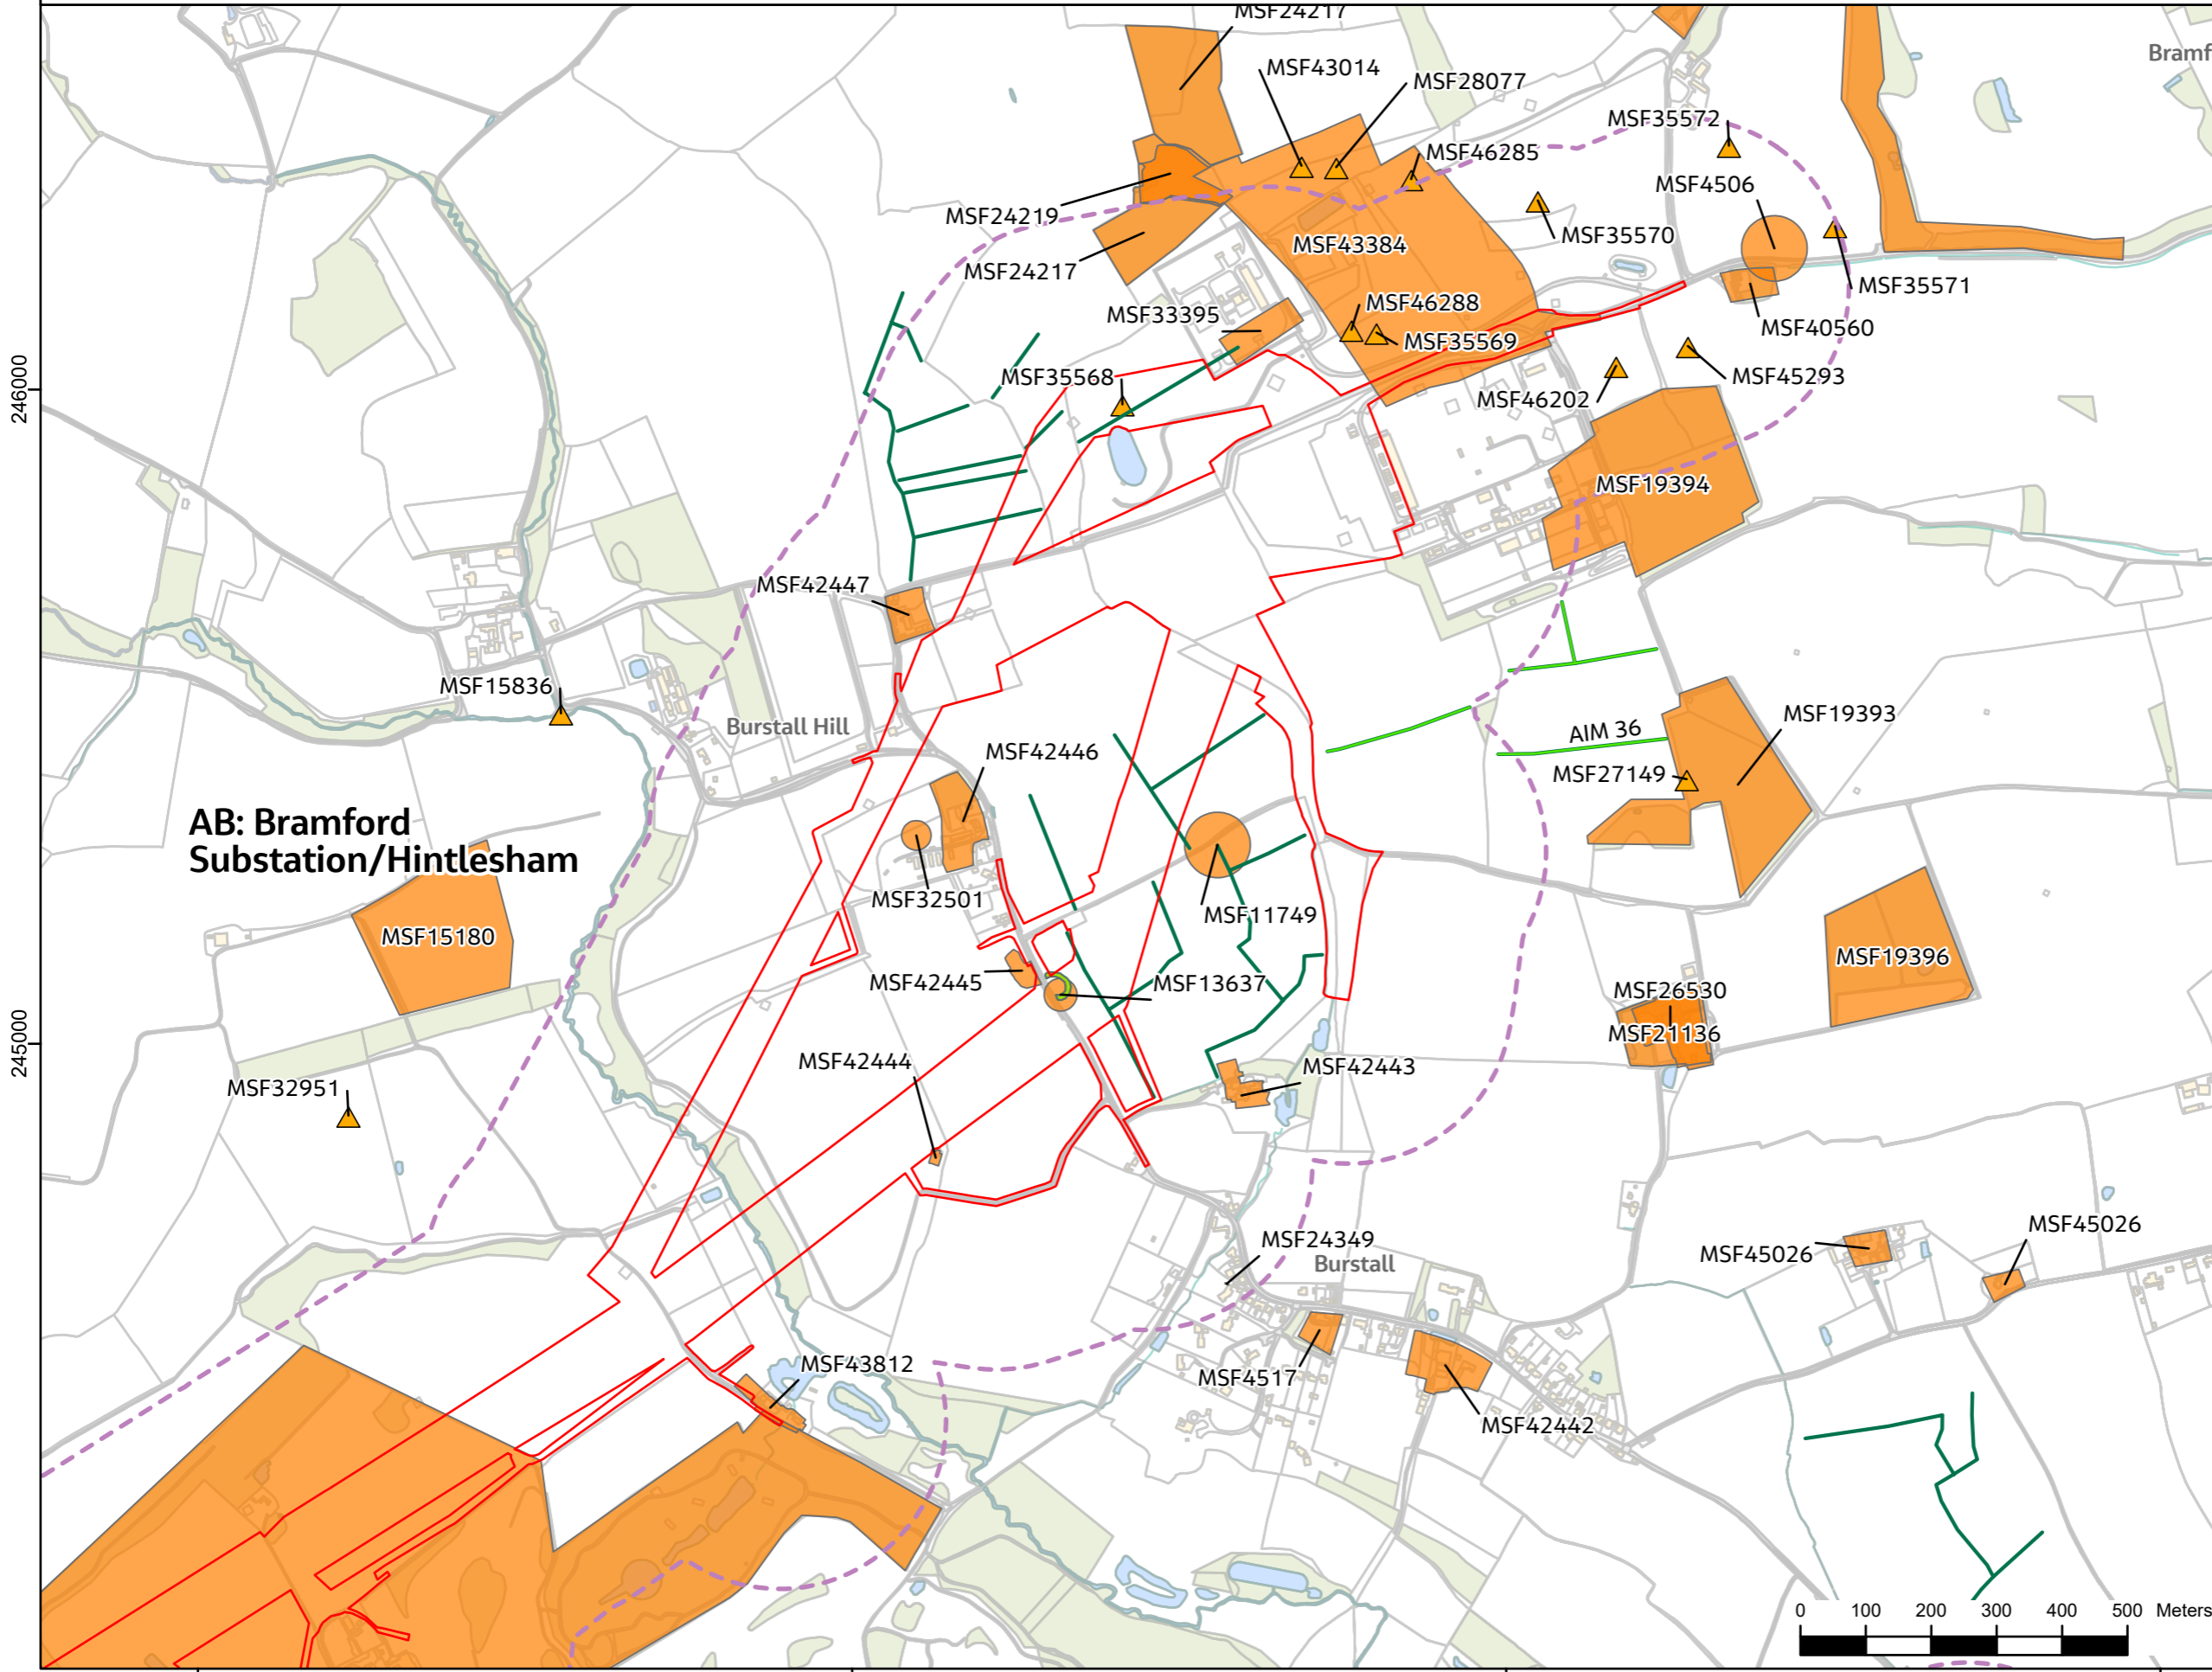 MSF24217
Bramf
MSF43014
MSF28077
MSF35572
MSF46285
MSF4506
MSF24219
MSF35570
MSF43384
MSF24217
MSF35571
MSF46288
MSF33395
MSF40560
MSF35569
246000
MSF35568
MSF45293
MSF46202
MSF19394
MSF42447
MSF15836
Burstall Hill
MSF19393
AIM 36
MSF42446
MSF27149
AB: Bramford
Substation/Hintlesham
MSF32501
MSF11749
MSF15180
MSF19396
MSF42445
MSF13637
MSF26530
MSF21136
245000
MSF42444
MSF42443
MSF32951
MSF45026
MSF24349
MSF45026
Burstall
MSF43812
MSF4517
MSF42442
0 100 200 300 400 500 Meters